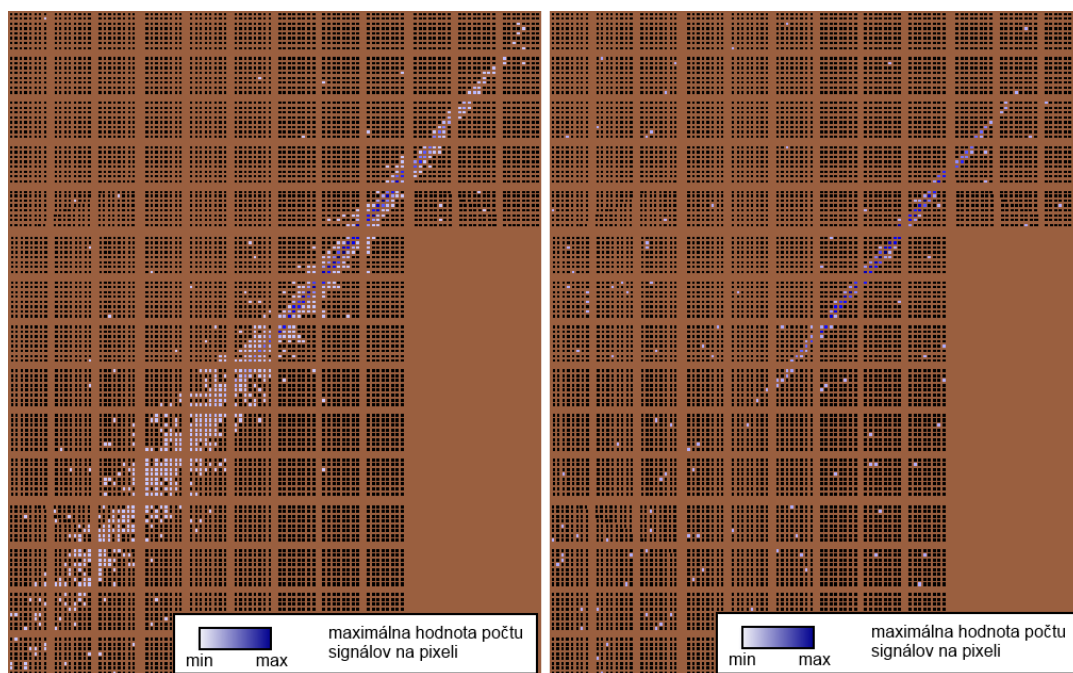 maximálna hodnota počtu
signálov na pixeli
min max
maximálna hodnota počtu
signálov na pixeli
min max